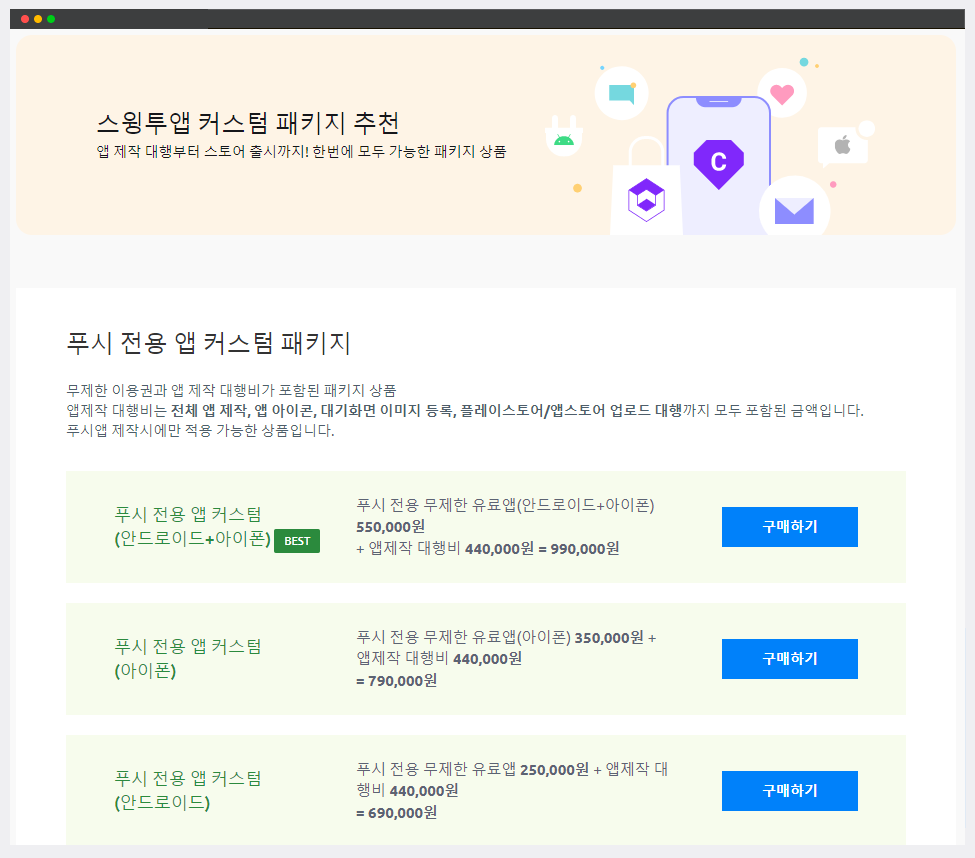 스윙투앱 커스텀 패키지 추천
앱 제작 대행부터 스토어 출시까지! 한번에 모두 가능한 패키지 상품
C
푸시 전용 앱 커스텀 패키지
무제한 이용권과 앱 제작 대행비가 포함된 패키지 상품
앱제작 대행비는 전체 앱 제작, 앱 아이콘, 대기화면 이미지 등록, 플레이스토어/앱스토어 업로드 대행까지 모두 포함된 금액입니다.
푸시앱 제작시에만 적용 가능한 상품입니다.
푸시 전용 앱 커스텀
(안드로이드+아이폰) BEST
푸시 전용 무제한 유료앱(안드로이드+아이폰)
550,000원
+ 앱제작 대행비 440,000원 = 990,000원
구매하기
푸시 전용 앱 커스텀
(아이폰)
푸시 전용 무제한 유료앱(아이폰) 350,000원 +
앱제작 대행비 440,000원
= 790,000원
구매하기
푸시 전용 앱 커스텀
(안드로이드)
푸시 전용 무제한 유료앱 250,000원 + 앱제작 대
행비 440,000원
= 690,000원
구매하기